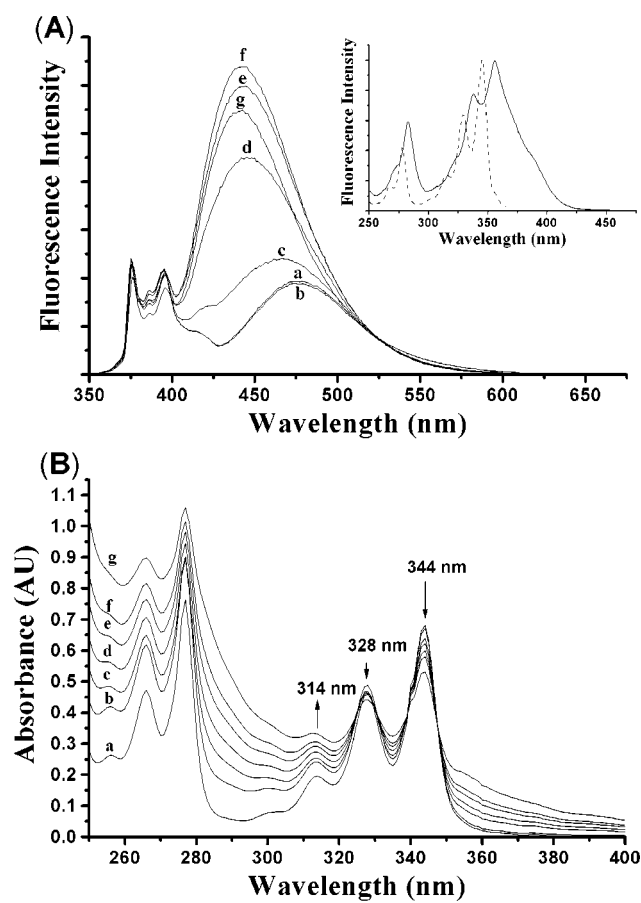 (A)
Fluorescence Intensity
f
e
g
d
c
a
b
350 400 450 500 550 600 650
Wavelength (nm)
Fluorescence Intensity
250 300 350 400 450
Wavelength (nm)
(B)
Absorbance (AU)
1.1
1.0
0.9
0.8
0.7
0.6
0.5
0.4
0.3
0.2
0.1
0.0
g
f
e
d
c
b
a
344 nm
328 nm
314 nm
260 280 300 320 340 360 380 400
Wavelength (nm)